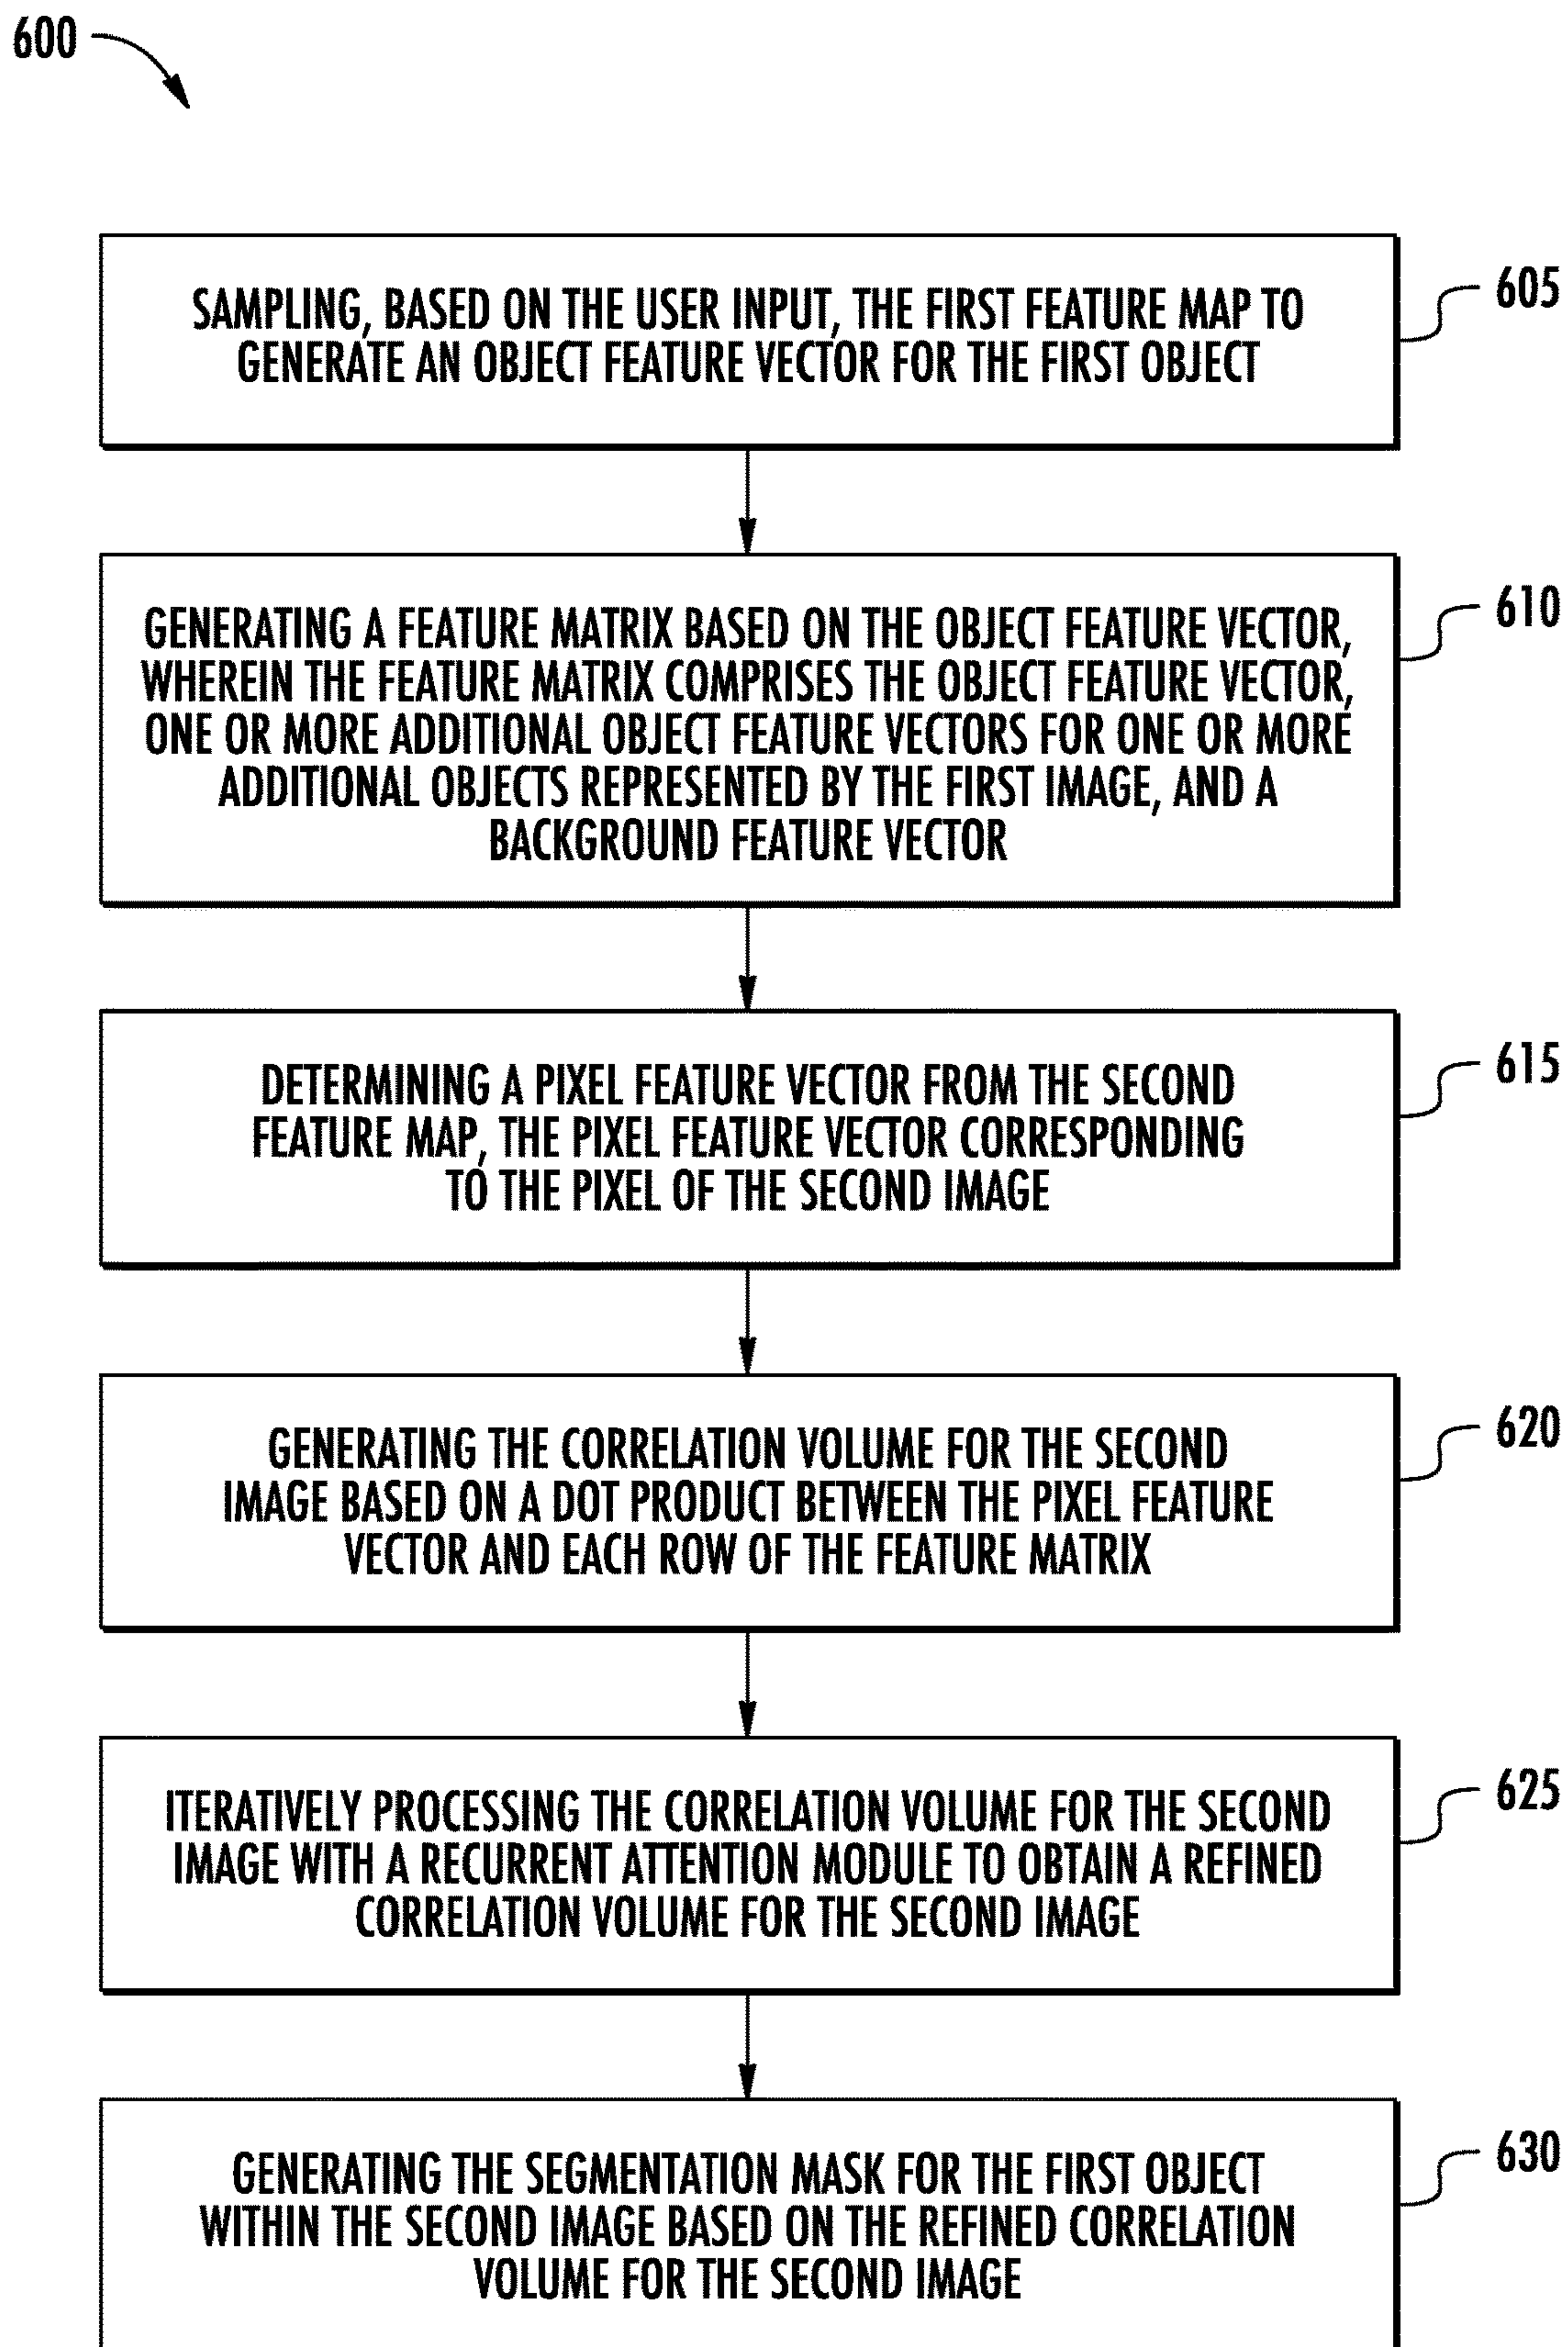 600
SAMPLING, BASED ON THE USER INPUT, THE FIRST FEATURE MAP TO
GENERATE AN OBJECT FEATURE VECTOR FOR THE FIRST OBJECT
605
GENERATING A FEATURE MATRIX BASED ON THE OBJECT FEATURE VECTOR,
WHEREIN THE FEATURE MATRIX COMPRISES THE OBJECT FEATURE VECTOR,
ONE OR MORE ADDITIONAL OBJECT FEATURE VECTORS FOR ONE OR MORE
ADDITIONAL OBJECTS REPRESENTED BY THE FIRST IMAGE, AND A
BACKGROUND FEATURE VECTOR
610
DETERMINING A PIXEL FEATURE VECTOR FROM THE SECOND
FEATURE MAP, THE PIXEL FEATURE VECTOR CORRESPONDING
TO THE PIXEL OF THE SECOND IMAGE
615
GENERATING THE CORRELATION VOLUME FOR THE SECOND
IMAGE BASED ON A DOT PRODUCT BETWEEN THE PIXEL FEATURE
VECTOR AND EACH ROW OF THE FEATURE MATRIX
620
ITERATIVELY PROCESSING THE CORRELATION VOLUME FOR THE SECOND
IMAGE WITH A RECURRENT ATTENTION MODULE TO OBTAIN A REFINED
CORRELATION VOLUME FOR THE SECOND IMAGE
625
GENERATING THE SEGMENTATION MASK FOR THE FIRST OBJECT
WITHIN THE SECOND IMAGE BASED ON THE REFINED CORRELATION
VOLUME FOR THE SECOND IMAGE
630